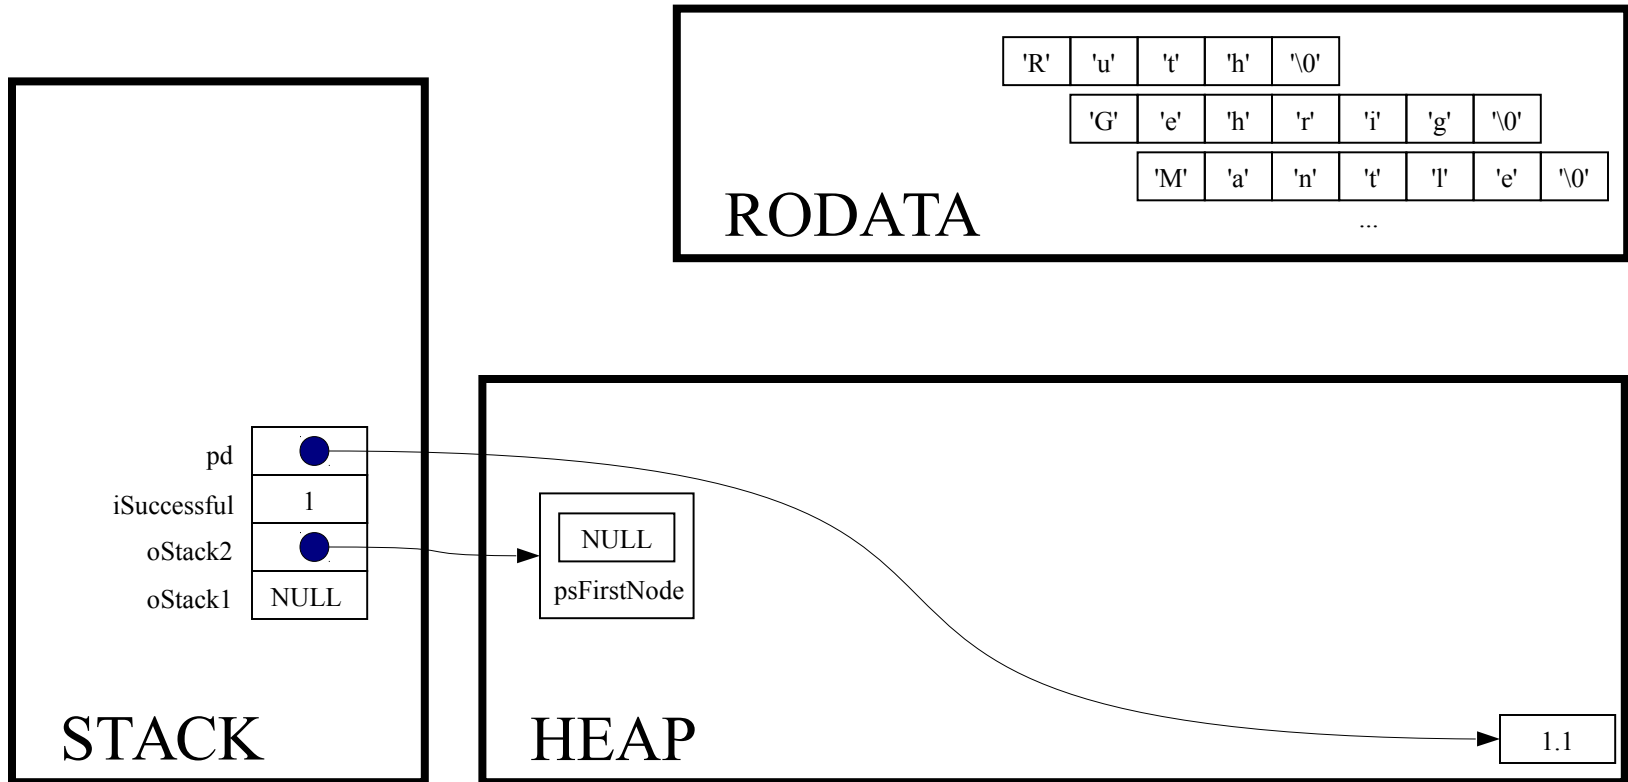 'R' 'u' 't' 'h' '\0'
'G' 'e' 'h' 'r' 'i' 'g' '\0'
'M' 'a' 'n' 't' 'l' 'e' '\0'
...
RODATA
pd
iSuccessful 1
oStack2
oStack1 NULL
STACK
NULL
psFirstNode
1.1
HEAP